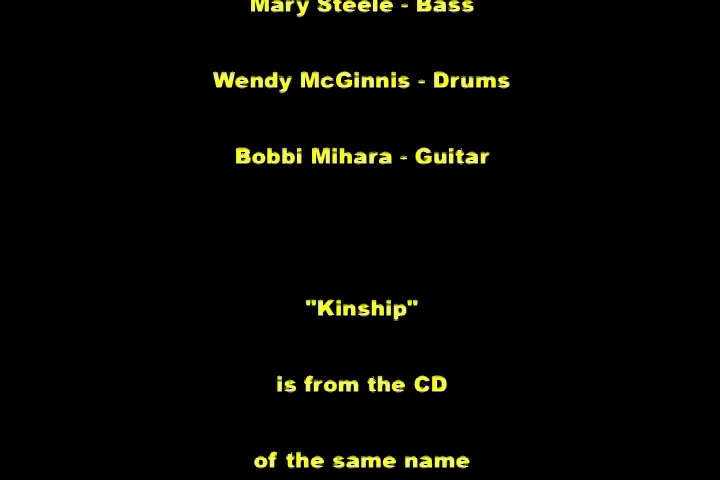 Mary Steele - Bass
Wendy McGinnis - Drums
Bobbi Mihara - Guitar
"Kinship"
is from the CD
of the same name